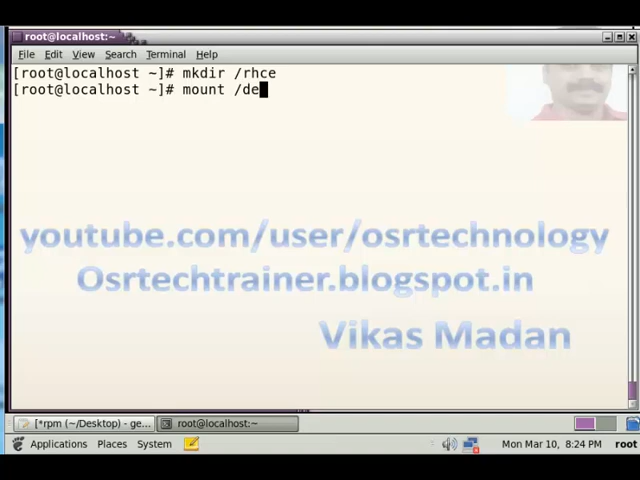 root@localhost:~
File Edit View Search Terminal Help
[root@localhost ~]# mkdir /rhce
[root@localhost ~]# mount /de
youtube.com/user/osrtechnology
Osrtechtrainer.blogspot.in
Vikas Madan
[*rpm (~/Desktop) - ge... root@localhost:~
Applications Places System Mon Mar 10, 8:24 PM root